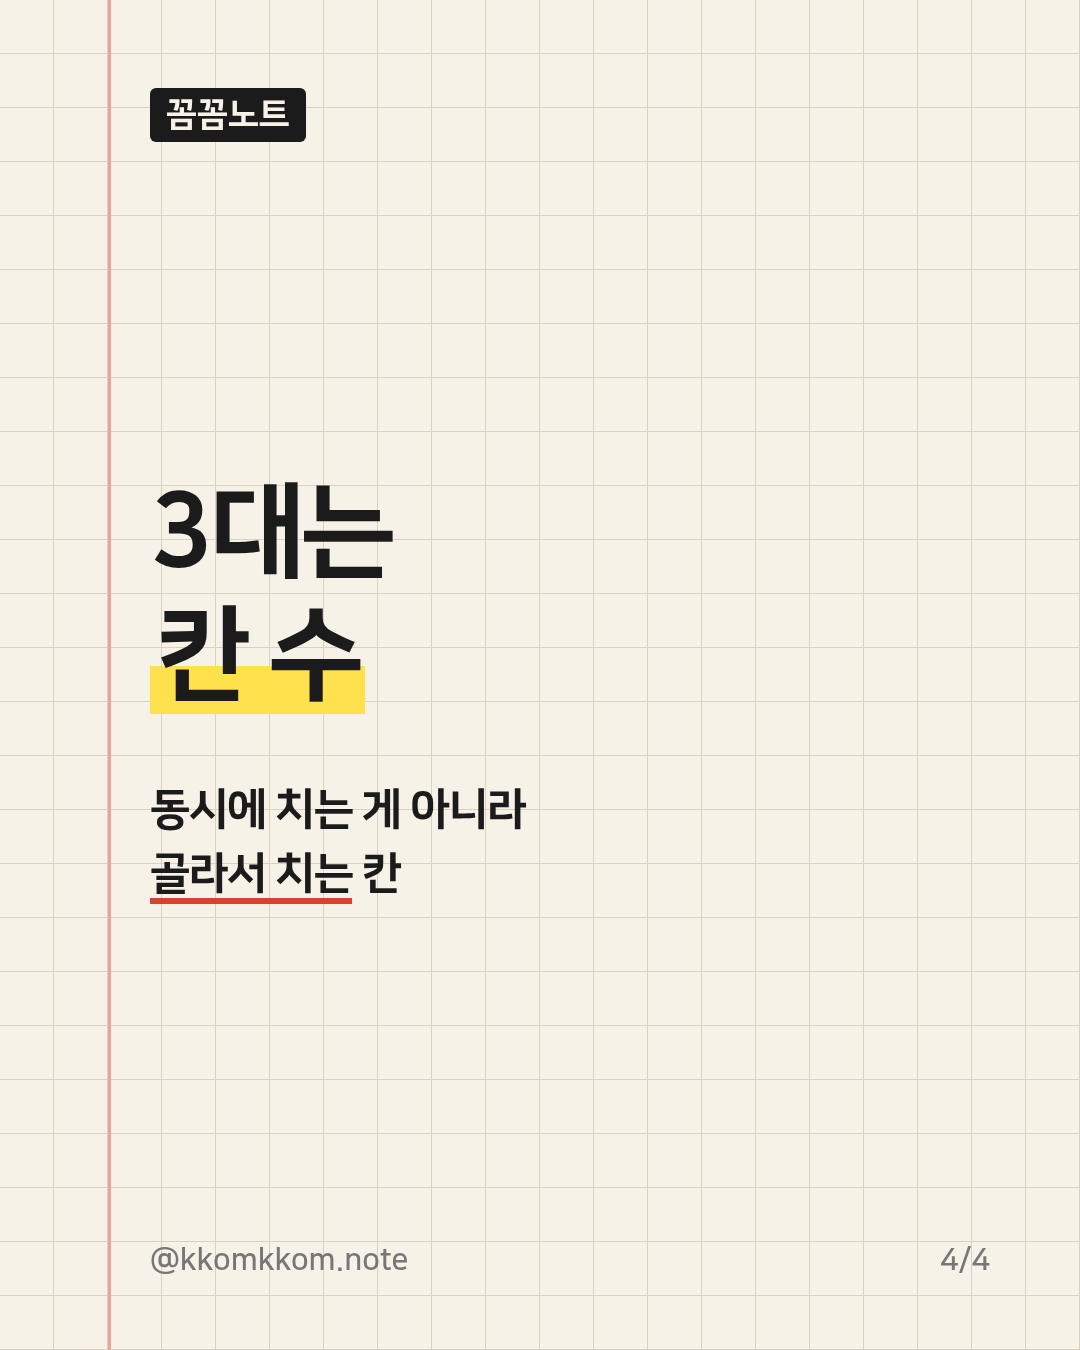 꼼꼼노트
3대는
칸 수
동시에 치는 게 아니라
골라서 치는 칸
@kkomkkom.note
4/4